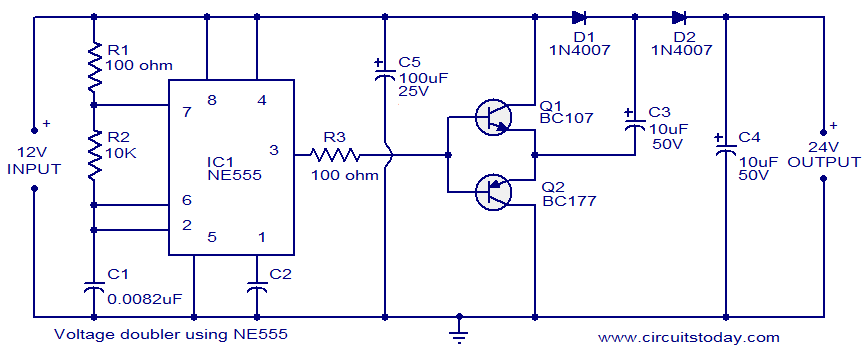 D1
1N4007
D2
1N4007
R1
100 ohm
+
C5
100uF
25V
7
8
4
Q1
BC107
+
C3
10uF
50V
+
12V
INPUT
R2
10K
IC1
NE555
3
R3
100 ohm
+
C4
10uF
50V
+
24V
OUTPUT
6
2
5
1
Q2
BC177
C1
0.0082uF
C2
Voltage doubler using NE555
www.circuitstoday.com